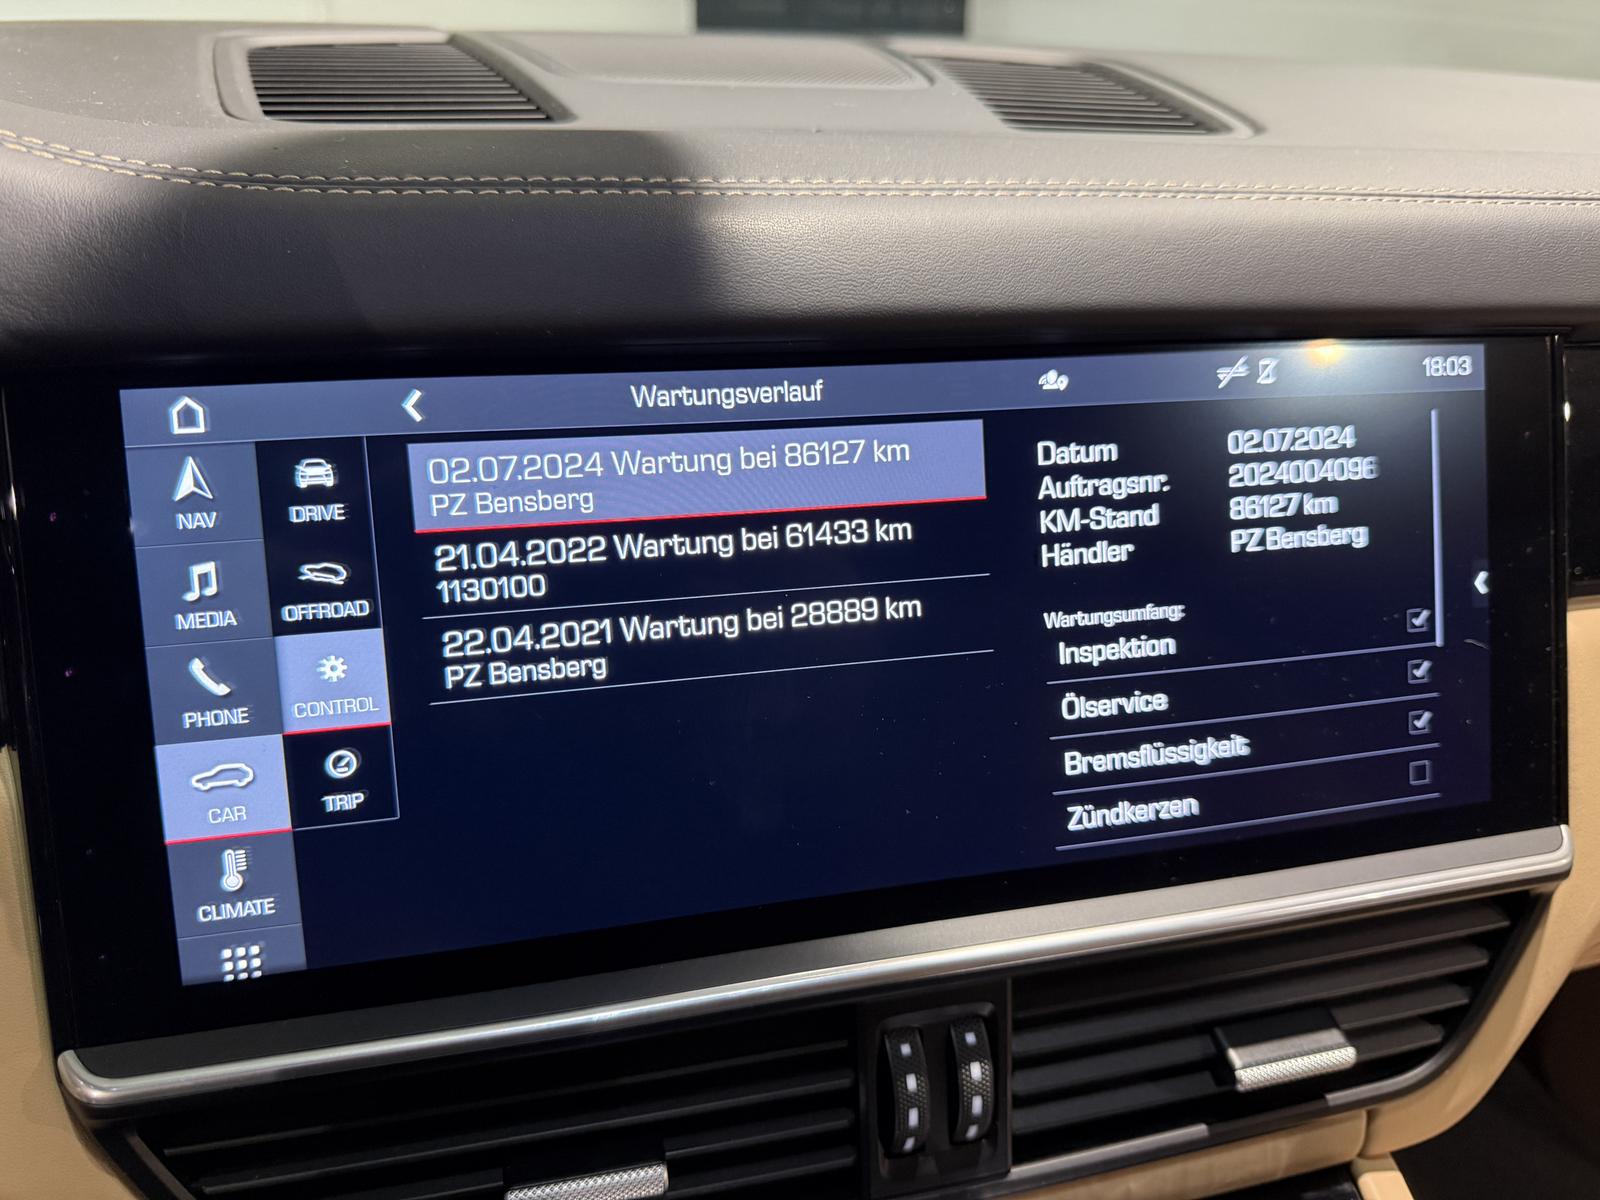 Wartungsverlauf
18:03
NAV
MEDIA
PHONE
CAR
CLIMATE
DRIVE
OFFROAD
CONTROL
TRIP
02.07.2024 Wartung bei 86127 km
PZ Bensberg
21.04.2022 Wartung bei 61433 km
1130100
22.04.2021 Wartung bei 28889 km
PZ Bensberg
Datum 02.07.2024
Auftragsnr. 2024004096
KM-Stand 86127 km
Händler PZ Bensberg
Wartungsumfang:
Inspektion
Ölservice
Bremsflüssigkeit
Zündkerzen